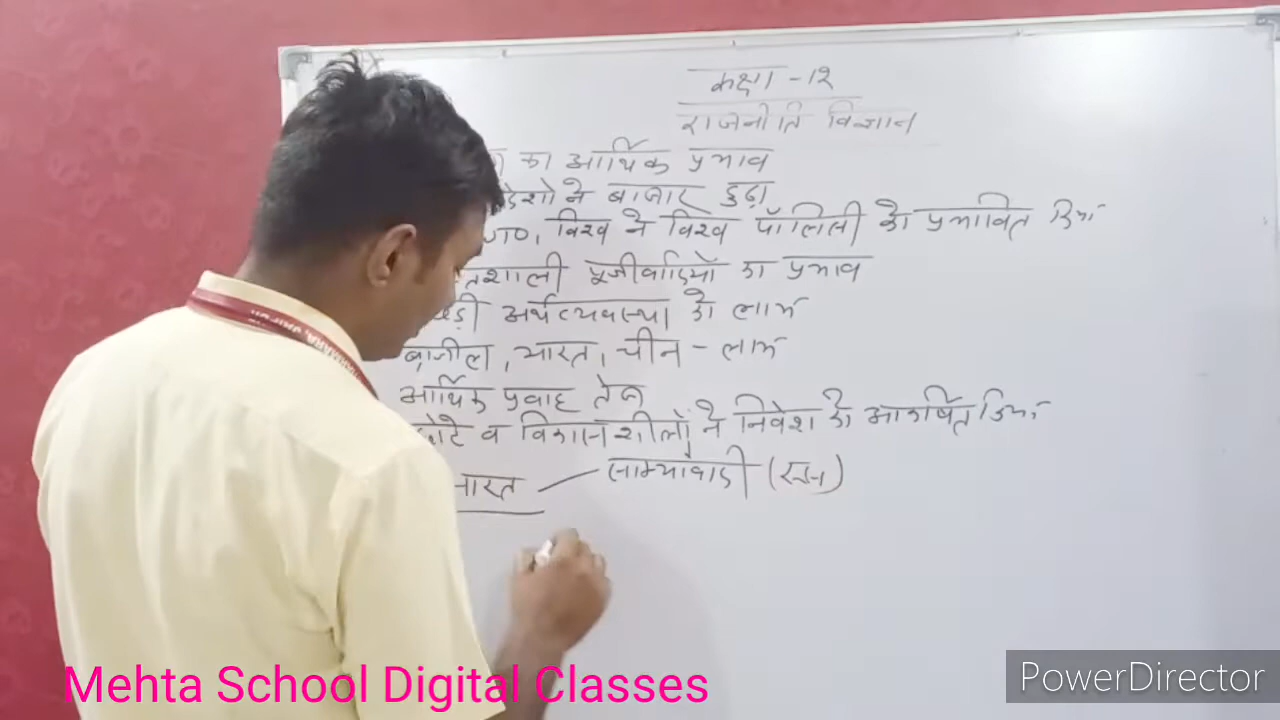 कक्षा - 12
राजनीति विज्ञान
का आर्थिक प्रभाव
देशो ने बाजार ढुढ़ा
विश्व ने विश्व पॉलिसी को प्रभावित किया
शाली पूजीवादियों का प्रभाव
अर्थव्यवस्था को लाभ
ब्राजील, भारत, चीन - लाभ
आर्थिक प्रवाह तेज
छोटे व विकासशीलों ने निवेश को आकर्षित किया
भारत साम्यावादी (रूस)
Mehta School Digital Classes
PowerDirector